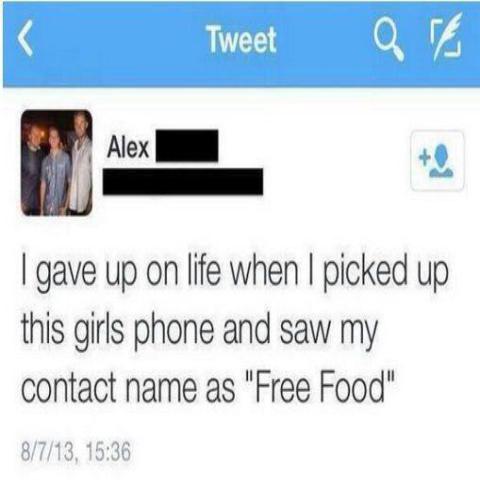 Tweet
Alex
I gave up on life when I picked up
this girls phone and saw my
contact name as "Free Food"
8/7/13, 15:36